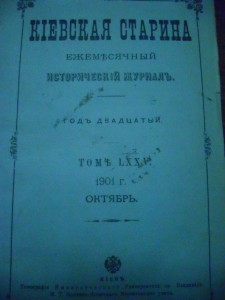 КІЕВСКАЯ СТАРИНА
ЕЖЕМѢСЯЧНЫЙ
ИСТОРИЧЕСКІЙ ЖУРНАЛЪ.
ГОДЪ ДВАДЦАТЫЙ
ТОМЪ LXXV.
1901 г.
ОКТЯБРЬ.
КІЕВЪ.